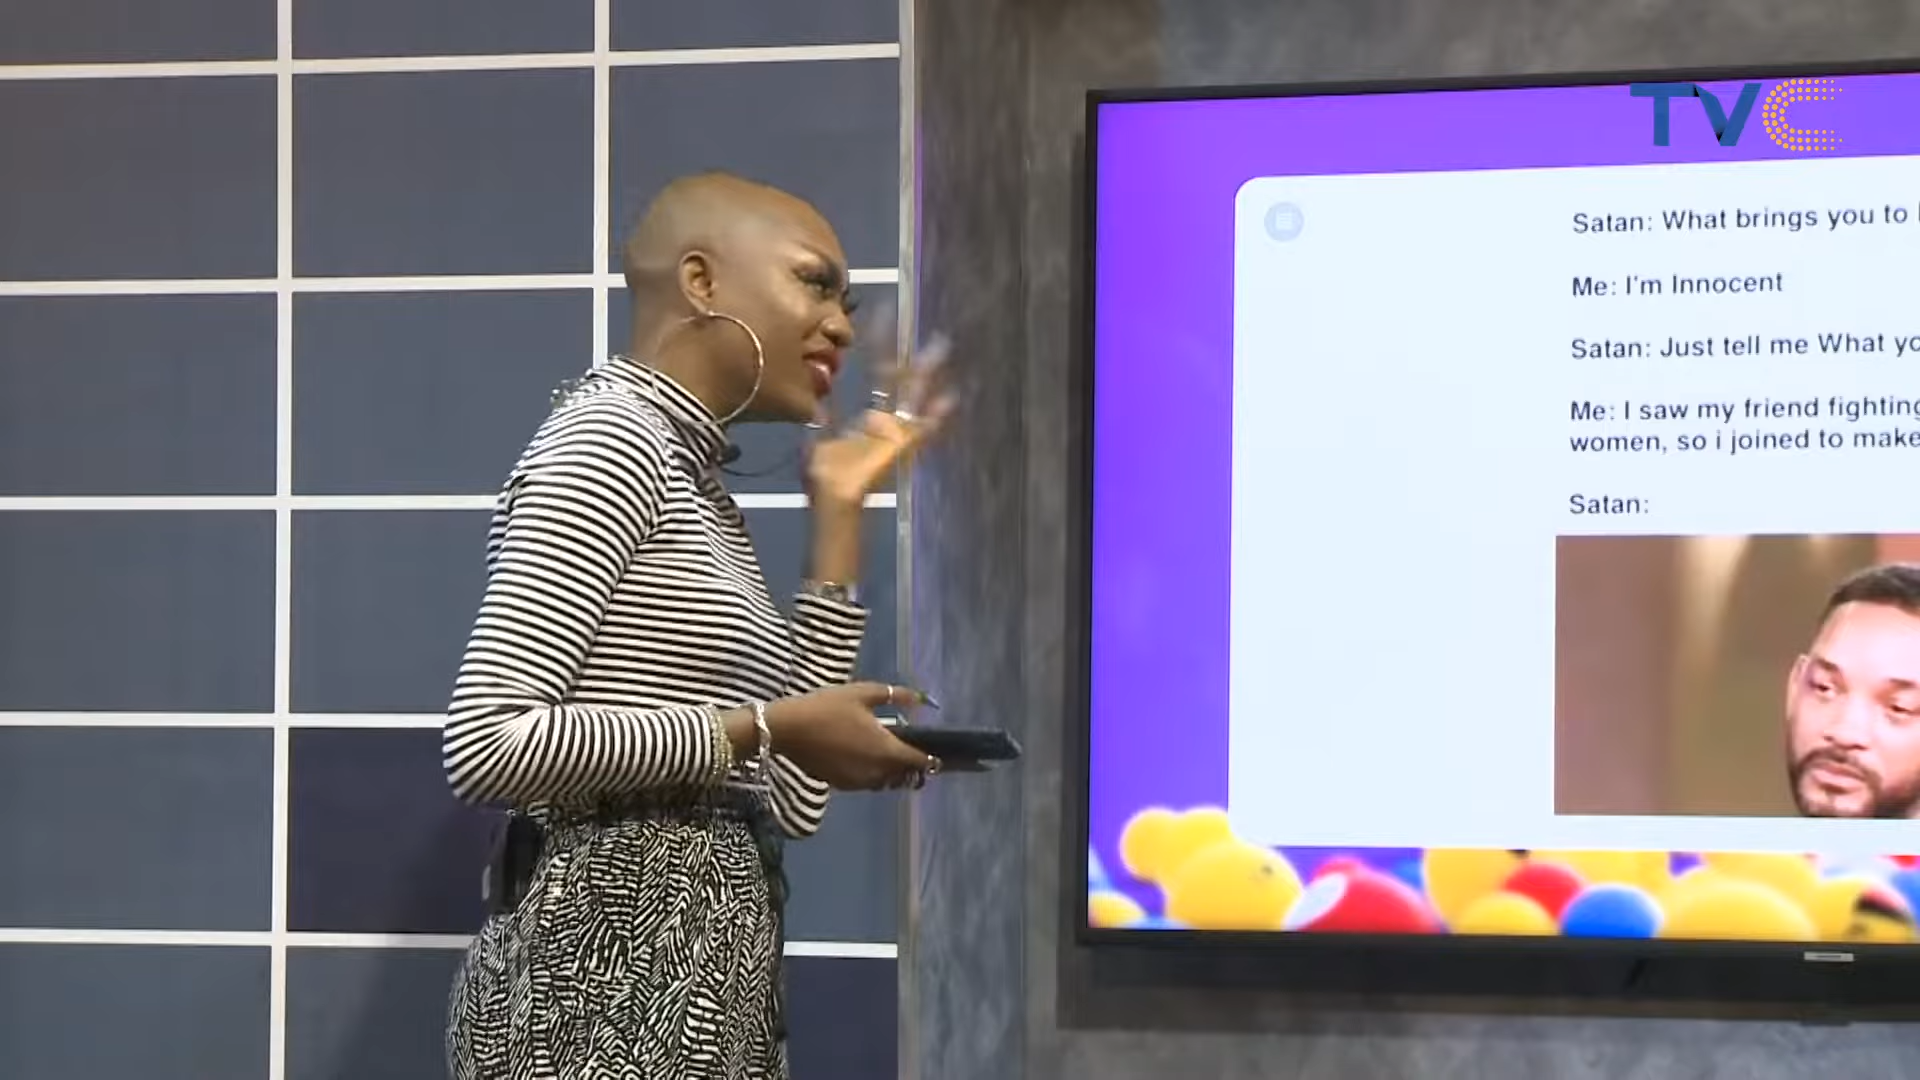 TVC
Satan: What brings you to
Me: I'm Innocent
Satan: Just tell me What
Me: I saw my friend fighting
women, so i joined to make
Satan: